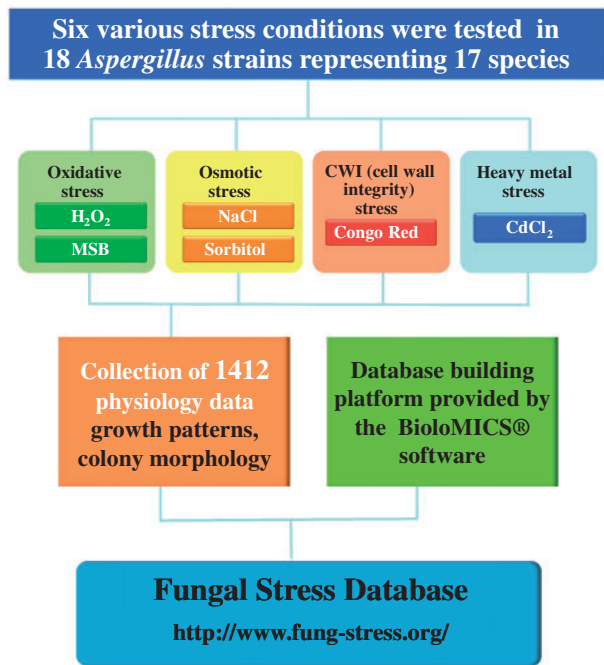 Six various stress conditions were tested in
18 Aspergillus strains representing 17 species
Oxidative
stress
H₂O₂
MSB
Osmotic
stress
NaCl
Sorbitol
CWI (cell wall
integrity)
stress
Congo Red
Heavy metal
stress
CdCl₂
Collection of 1412
physiology data
growth patterns,
colony morphology
Database building
platform provided by
the BioloMICS®
software
Fungal Stress Database
http://www.fung-stress.org/